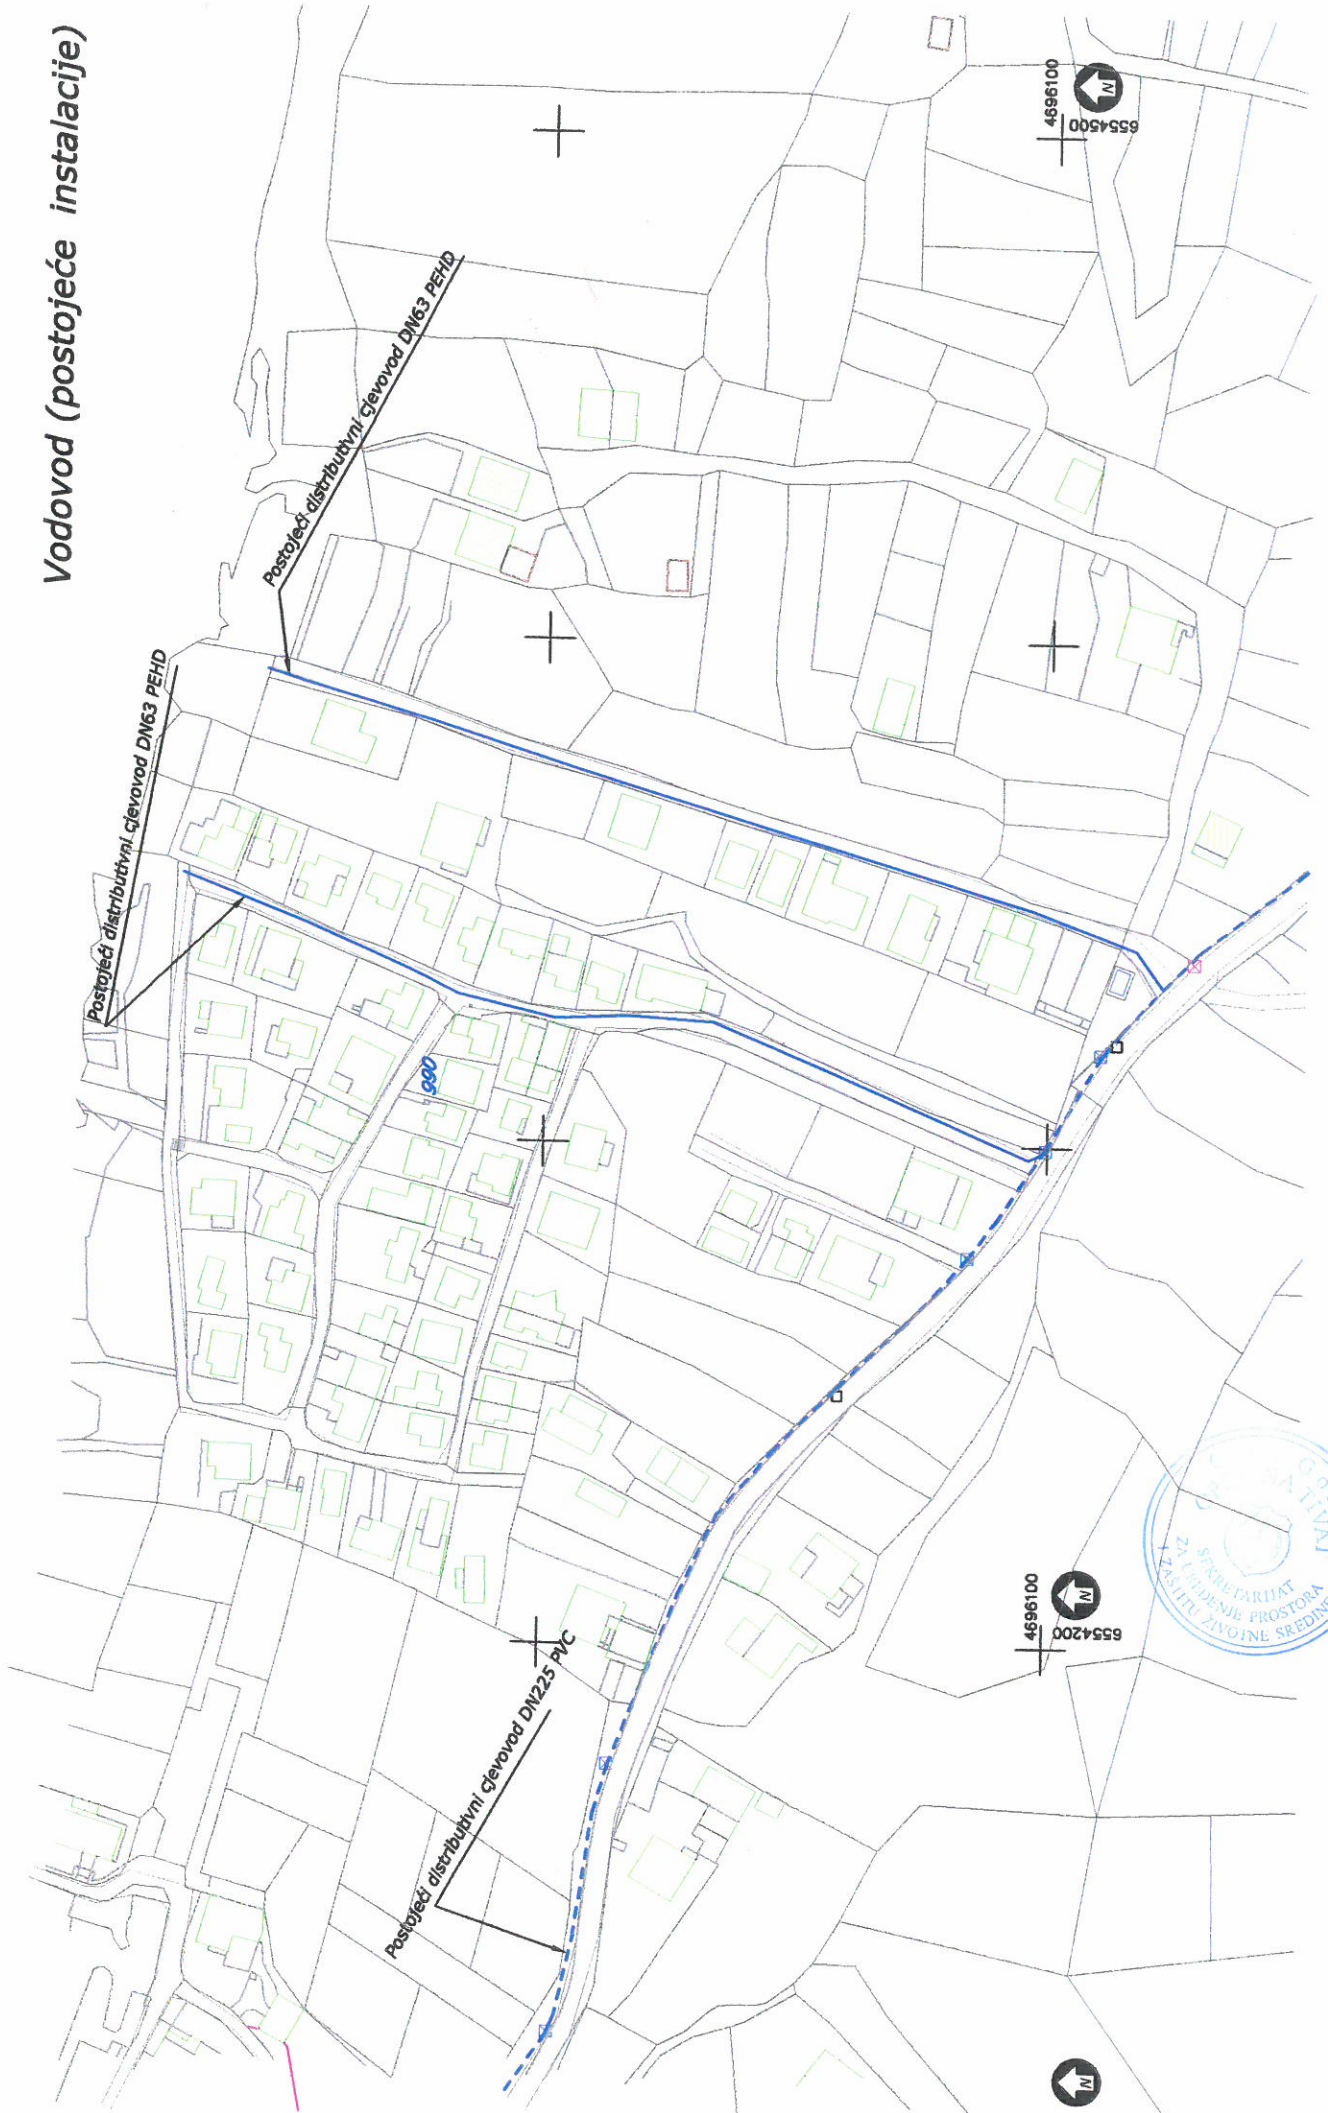 Vodovod (postojeće instalacije)
Postojeći distributivni cjevovod DN63 PEHD
Postojeći distributivni cjevovod DN63 PEHD
990
Postojeći distributivni cjevovod DN225 PVC
4696100
6554500
N
4696100
6554200
N
N
SEKRETARIJAT
ZA UREĐENJE PROSTORA
I ZAŠTITU ŽIVOTNE SREDINE